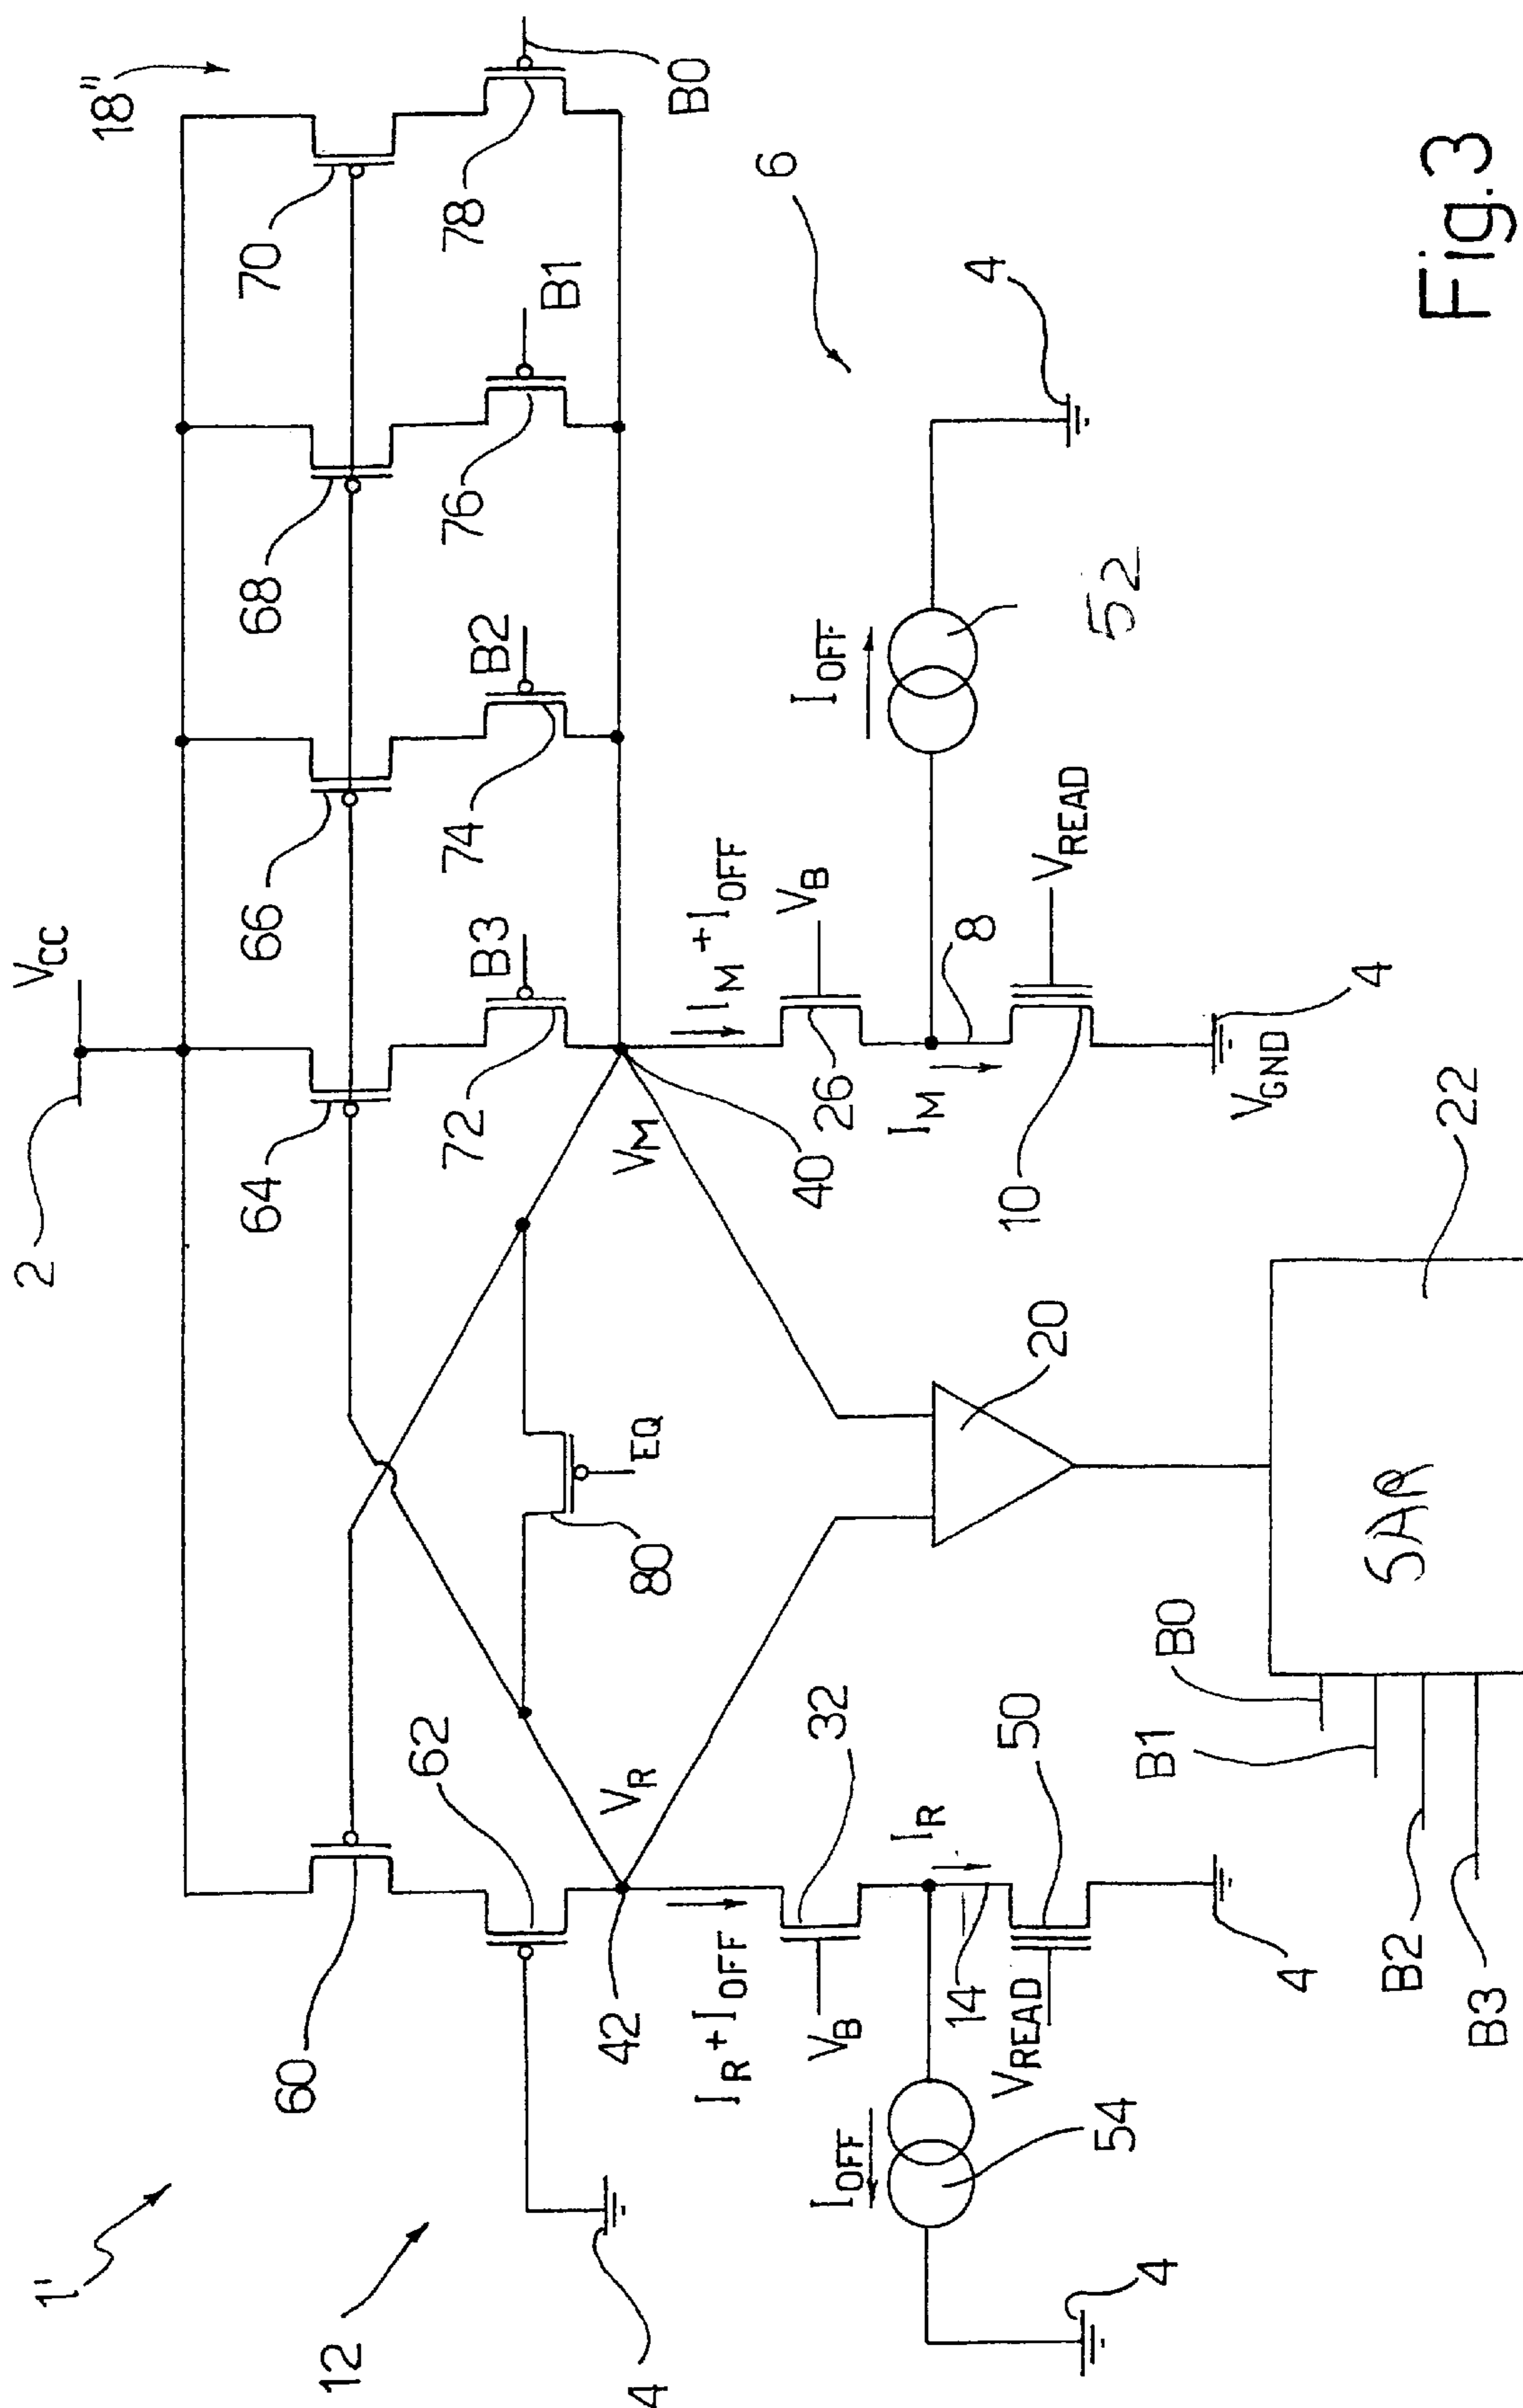 1'
2
V_CC
18"
12
60
64
66
68
70
62
72
B3
74
B2
76
B1
78
B0
4
42
V_R
80
EQ
V_M
40
I_R+I_OFF
I_M+I_OFF
6
V_B
32
26
V_B
I_OFF
I_OFF
I_R
I_M
8
4
14
20
54
52
V_READ
50
10
V_READ
4
4
V_GND
4
B0
B1
B2
B3
SAR
22
Fig.3